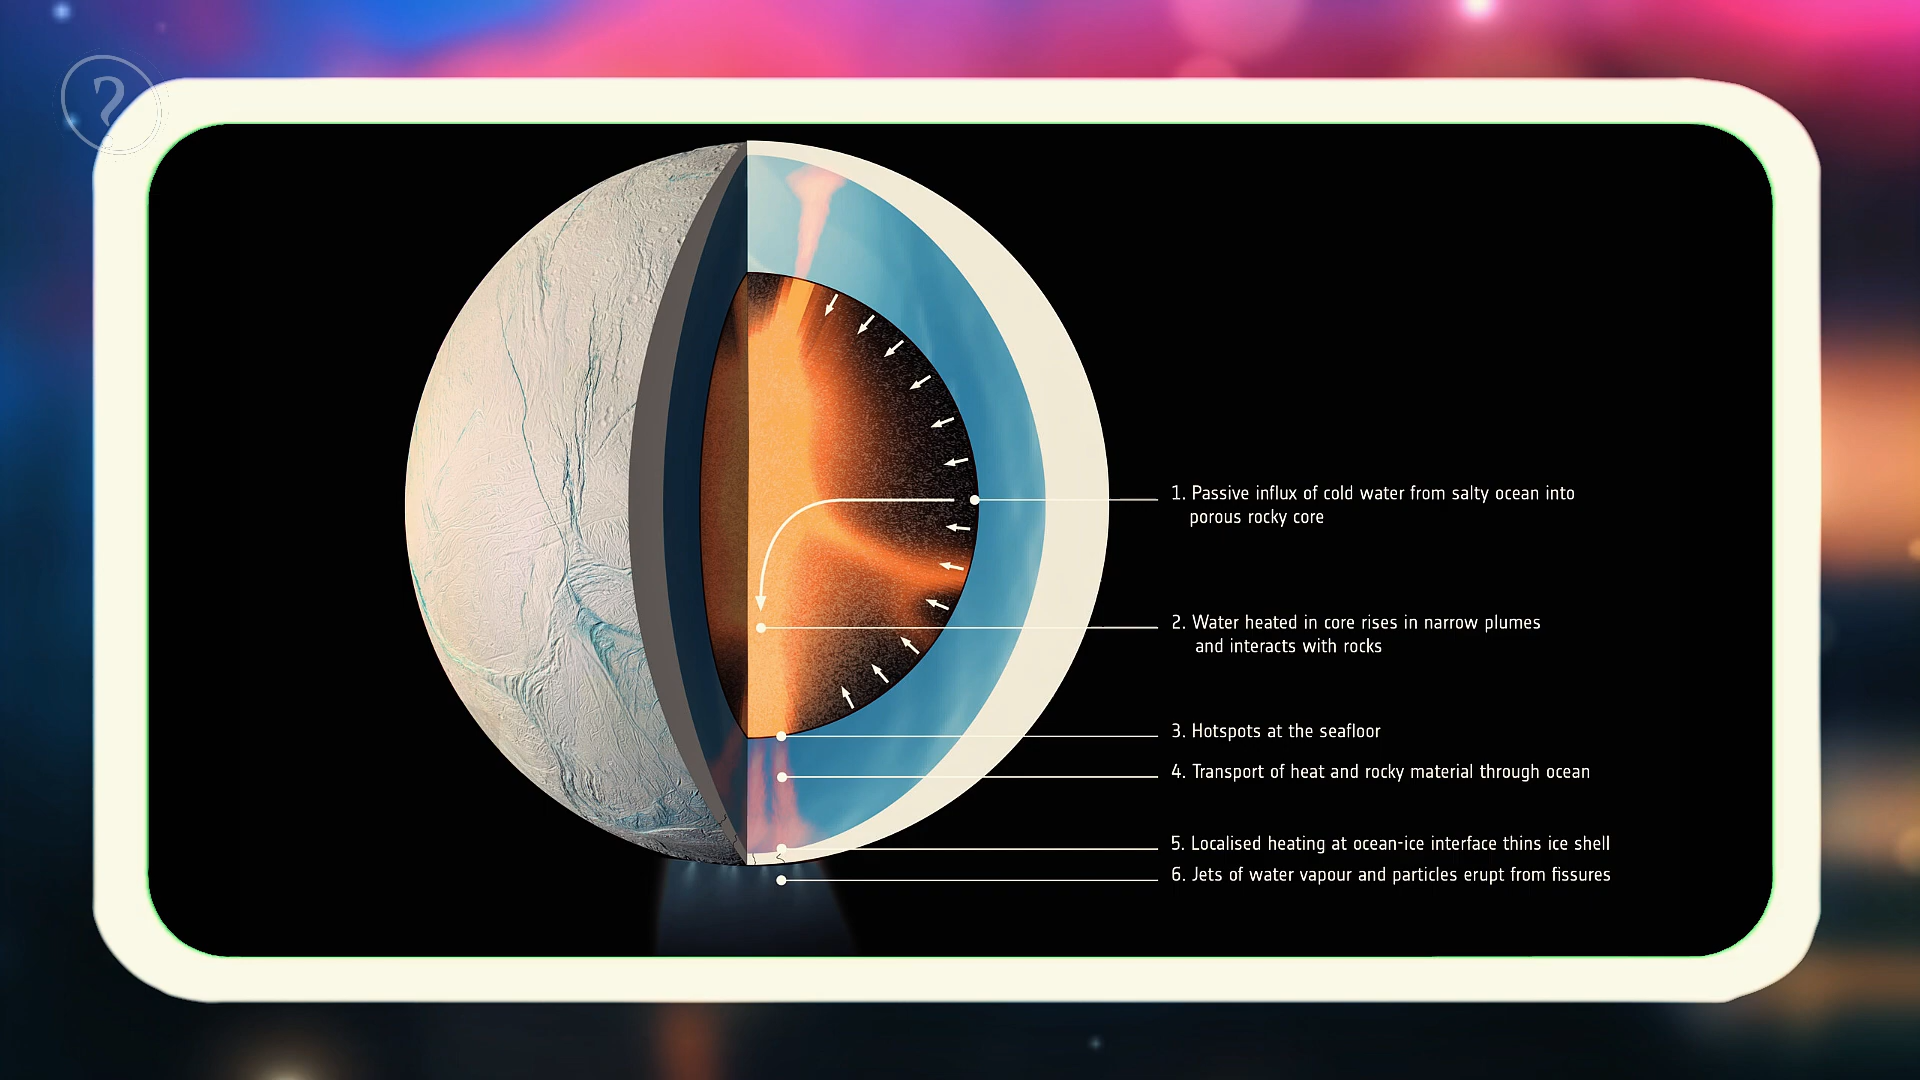 ?
1. Passive influx of cold water from salty ocean into
porous rocky core
2. Water heated in core rises in narrow plumes
and interacts with rocks
3. Hotspots at the seafloor
4. Transport of heat and rocky material through ocean
5. Localised heating at ocean-ice interface thins ice shell
6. Jets of water vapour and particles erupt from fissures